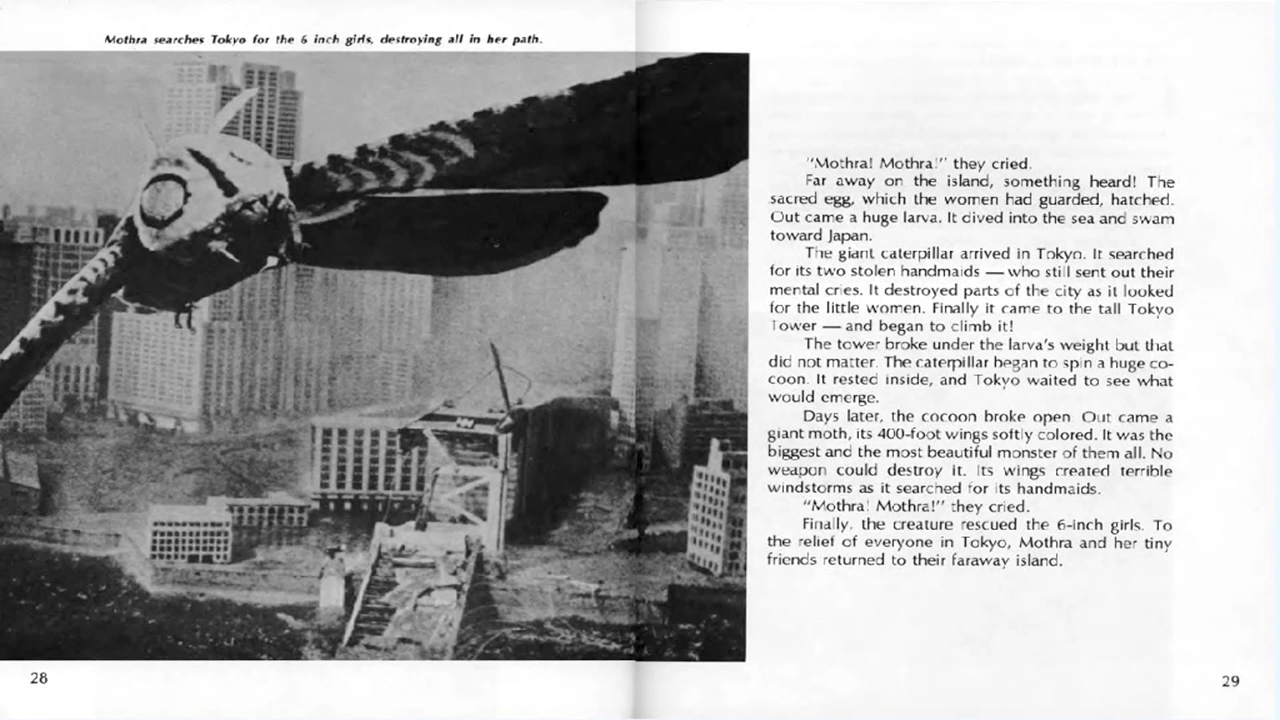 Mothra searches Tokyo for the 6 inch girls, destroying all in her path.
"Mothra! Mothra!" they cried.
Far away on the island, something heard! The
sacred egg, which the women had guarded, hatched.
Out came a huge larva. It dived into the sea and swam
toward Japan.
The giant caterpillar arrived in Tokyo. It searched
for its two stolen handmaids — who still sent out their
mental cries. It destroyed parts of the city as it looked
for the little women. Finally it came to the tall Tokyo
Tower — and began to climb it!
The tower broke under the larva's weight but that
did not matter. The caterpillar began to spin a huge co-
coon. It rested inside, and Tokyo waited to see what
would emerge.
Days later, the cocoon broke open. Out came a
giant moth, its 400-foot wings softly colored. It was the
biggest and the most beautiful monster of them all. No
weapon could destroy it. Its wings created terrible
windstorms as it searched for its handmaids.
"Mothra! Mothra!" they cried.
Finally, the creature rescued the 6-inch girls. To
the relief of everyone in Tokyo, Mothra and her tiny
friends returned to their faraway island.
28
29